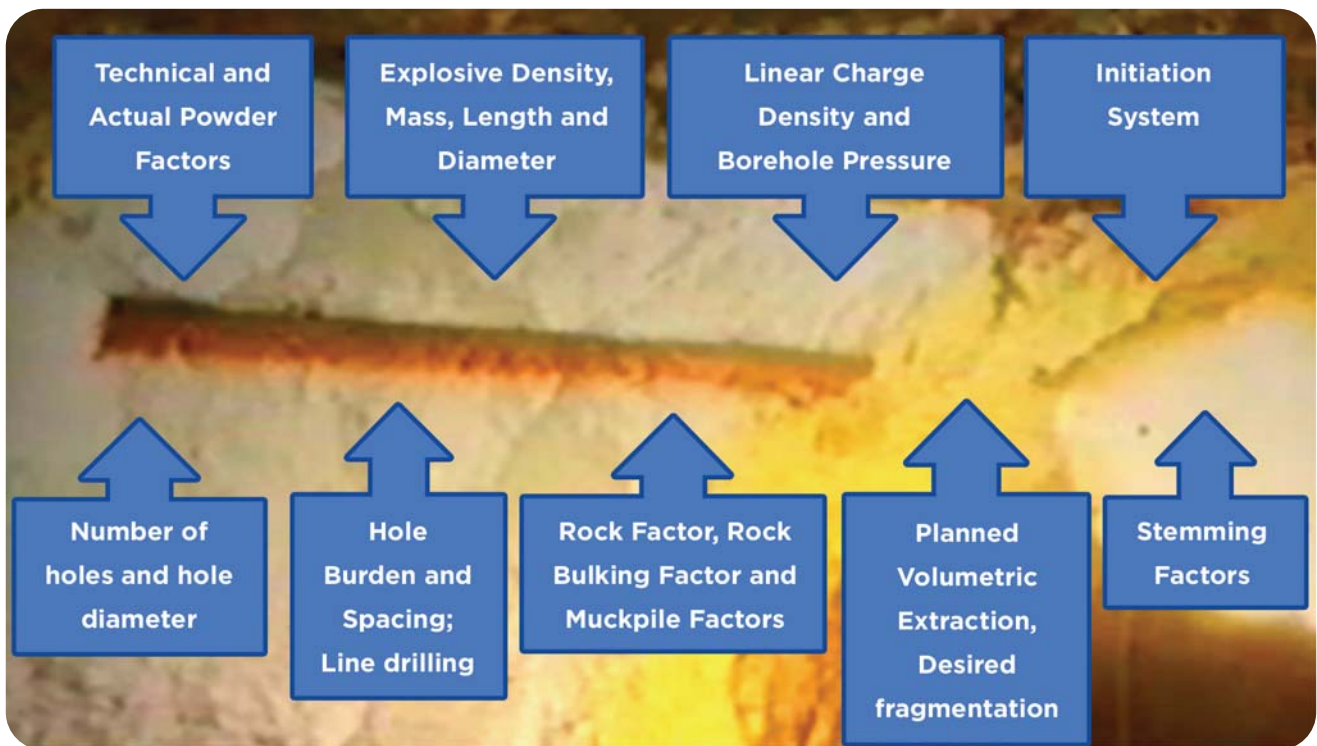 Technical and
Actual Powder
Factors
Explosive Density,
Mass, Length and
Diameter
Linear Charge
Density and
Borehole Pressure
Initiation
System
Number of
holes and hole
diameter
Hole
Burden and
Spacing;
Line drilling
Rock Factor, Rock
Bulking Factor and
Muckpile Factors
Planned
Volumetric
Extraction,
Desired
fragmentation
Stemming
Factors